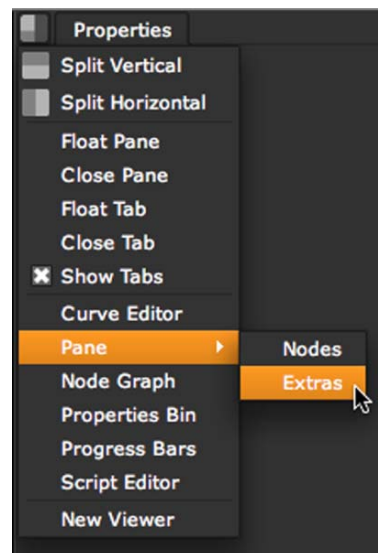 Properties
Split Vertical
Split Horizontal
Float Pane
Close Pane
Float Tab
Close Tab
Show Tabs
Curve Editor
Pane
Nodes
Node Graph
Extras
Properties Bin
Progress Bars
Script Editor
New Viewer